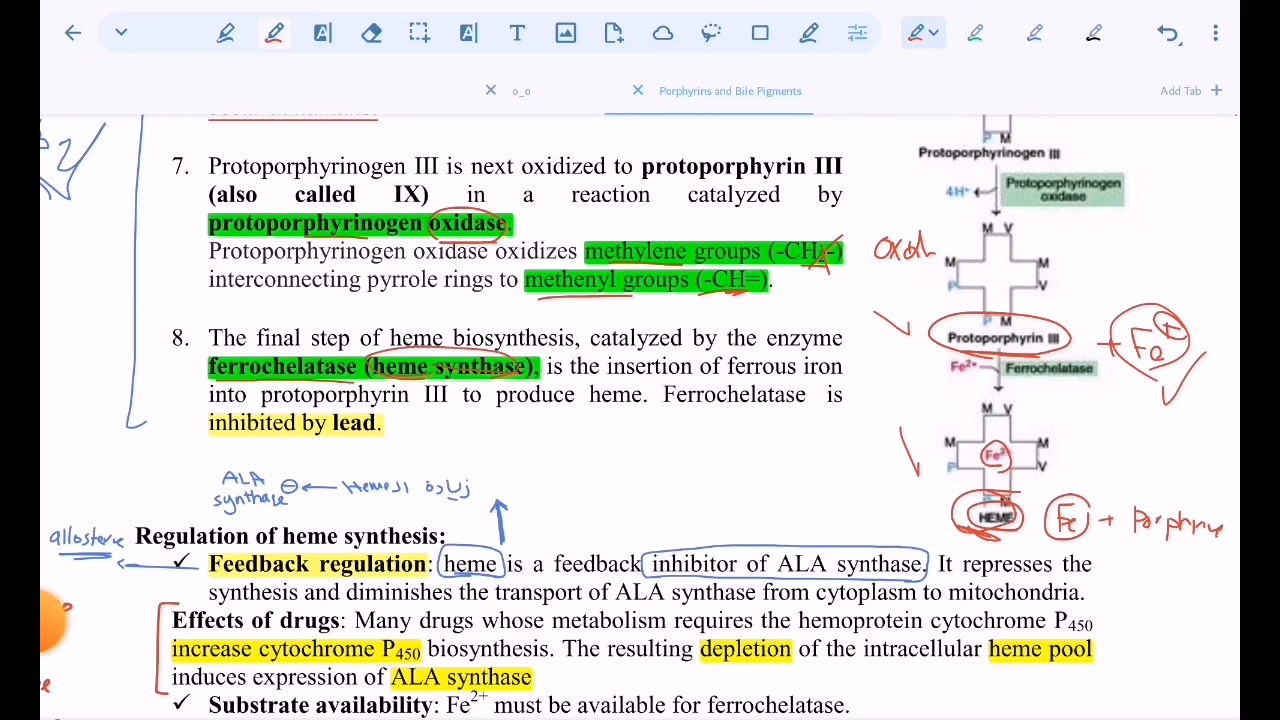 o_o
Porphyrins and Bile Pigments
Add Tab
7. Protoporphyrinogen III is next oxidized to protoporphyrin III
(also called IX) in a reaction catalyzed by
protoporphyrinogen oxidase.
Protoporphyrinogen oxidase oxidizes methylene groups (-CH₂-)
interconnecting pyrrole rings to methenyl groups (-CH=).
8. The final step of heme biosynthesis, catalyzed by the enzyme
ferrochelatase (heme synthase), is the insertion of ferrous iron
into protoporphyrin III to produce heme. Ferrochelatase is
inhibited by lead.
ALA
synthase ⊖ ← Heme زيادة ال
Regulation of heme synthesis:
✓ Feedback regulation: heme is a feedback inhibitor of ALA synthase. It represses the
synthesis and diminishes the transport of ALA synthase from cytoplasm to mitochondria.
Effects of drugs: Many drugs whose metabolism requires the hemoprotein cytochrome P450
increase cytochrome P450 biosynthesis. The resulting depletion of the intracellular heme pool
induces expression of ALA synthase
✓ Substrate availability: Fe2+ must be available for ferrochelatase.
P M
Protoporphyrinogen III
4H+
Protoporphyrinogen
oxidase
M V
M M
P V
P M
Protoporphyrin III
+ Fe
Fe2+
Ferrochelatase
M V
M M
Fe2
P V
P M
HEME
Fe +